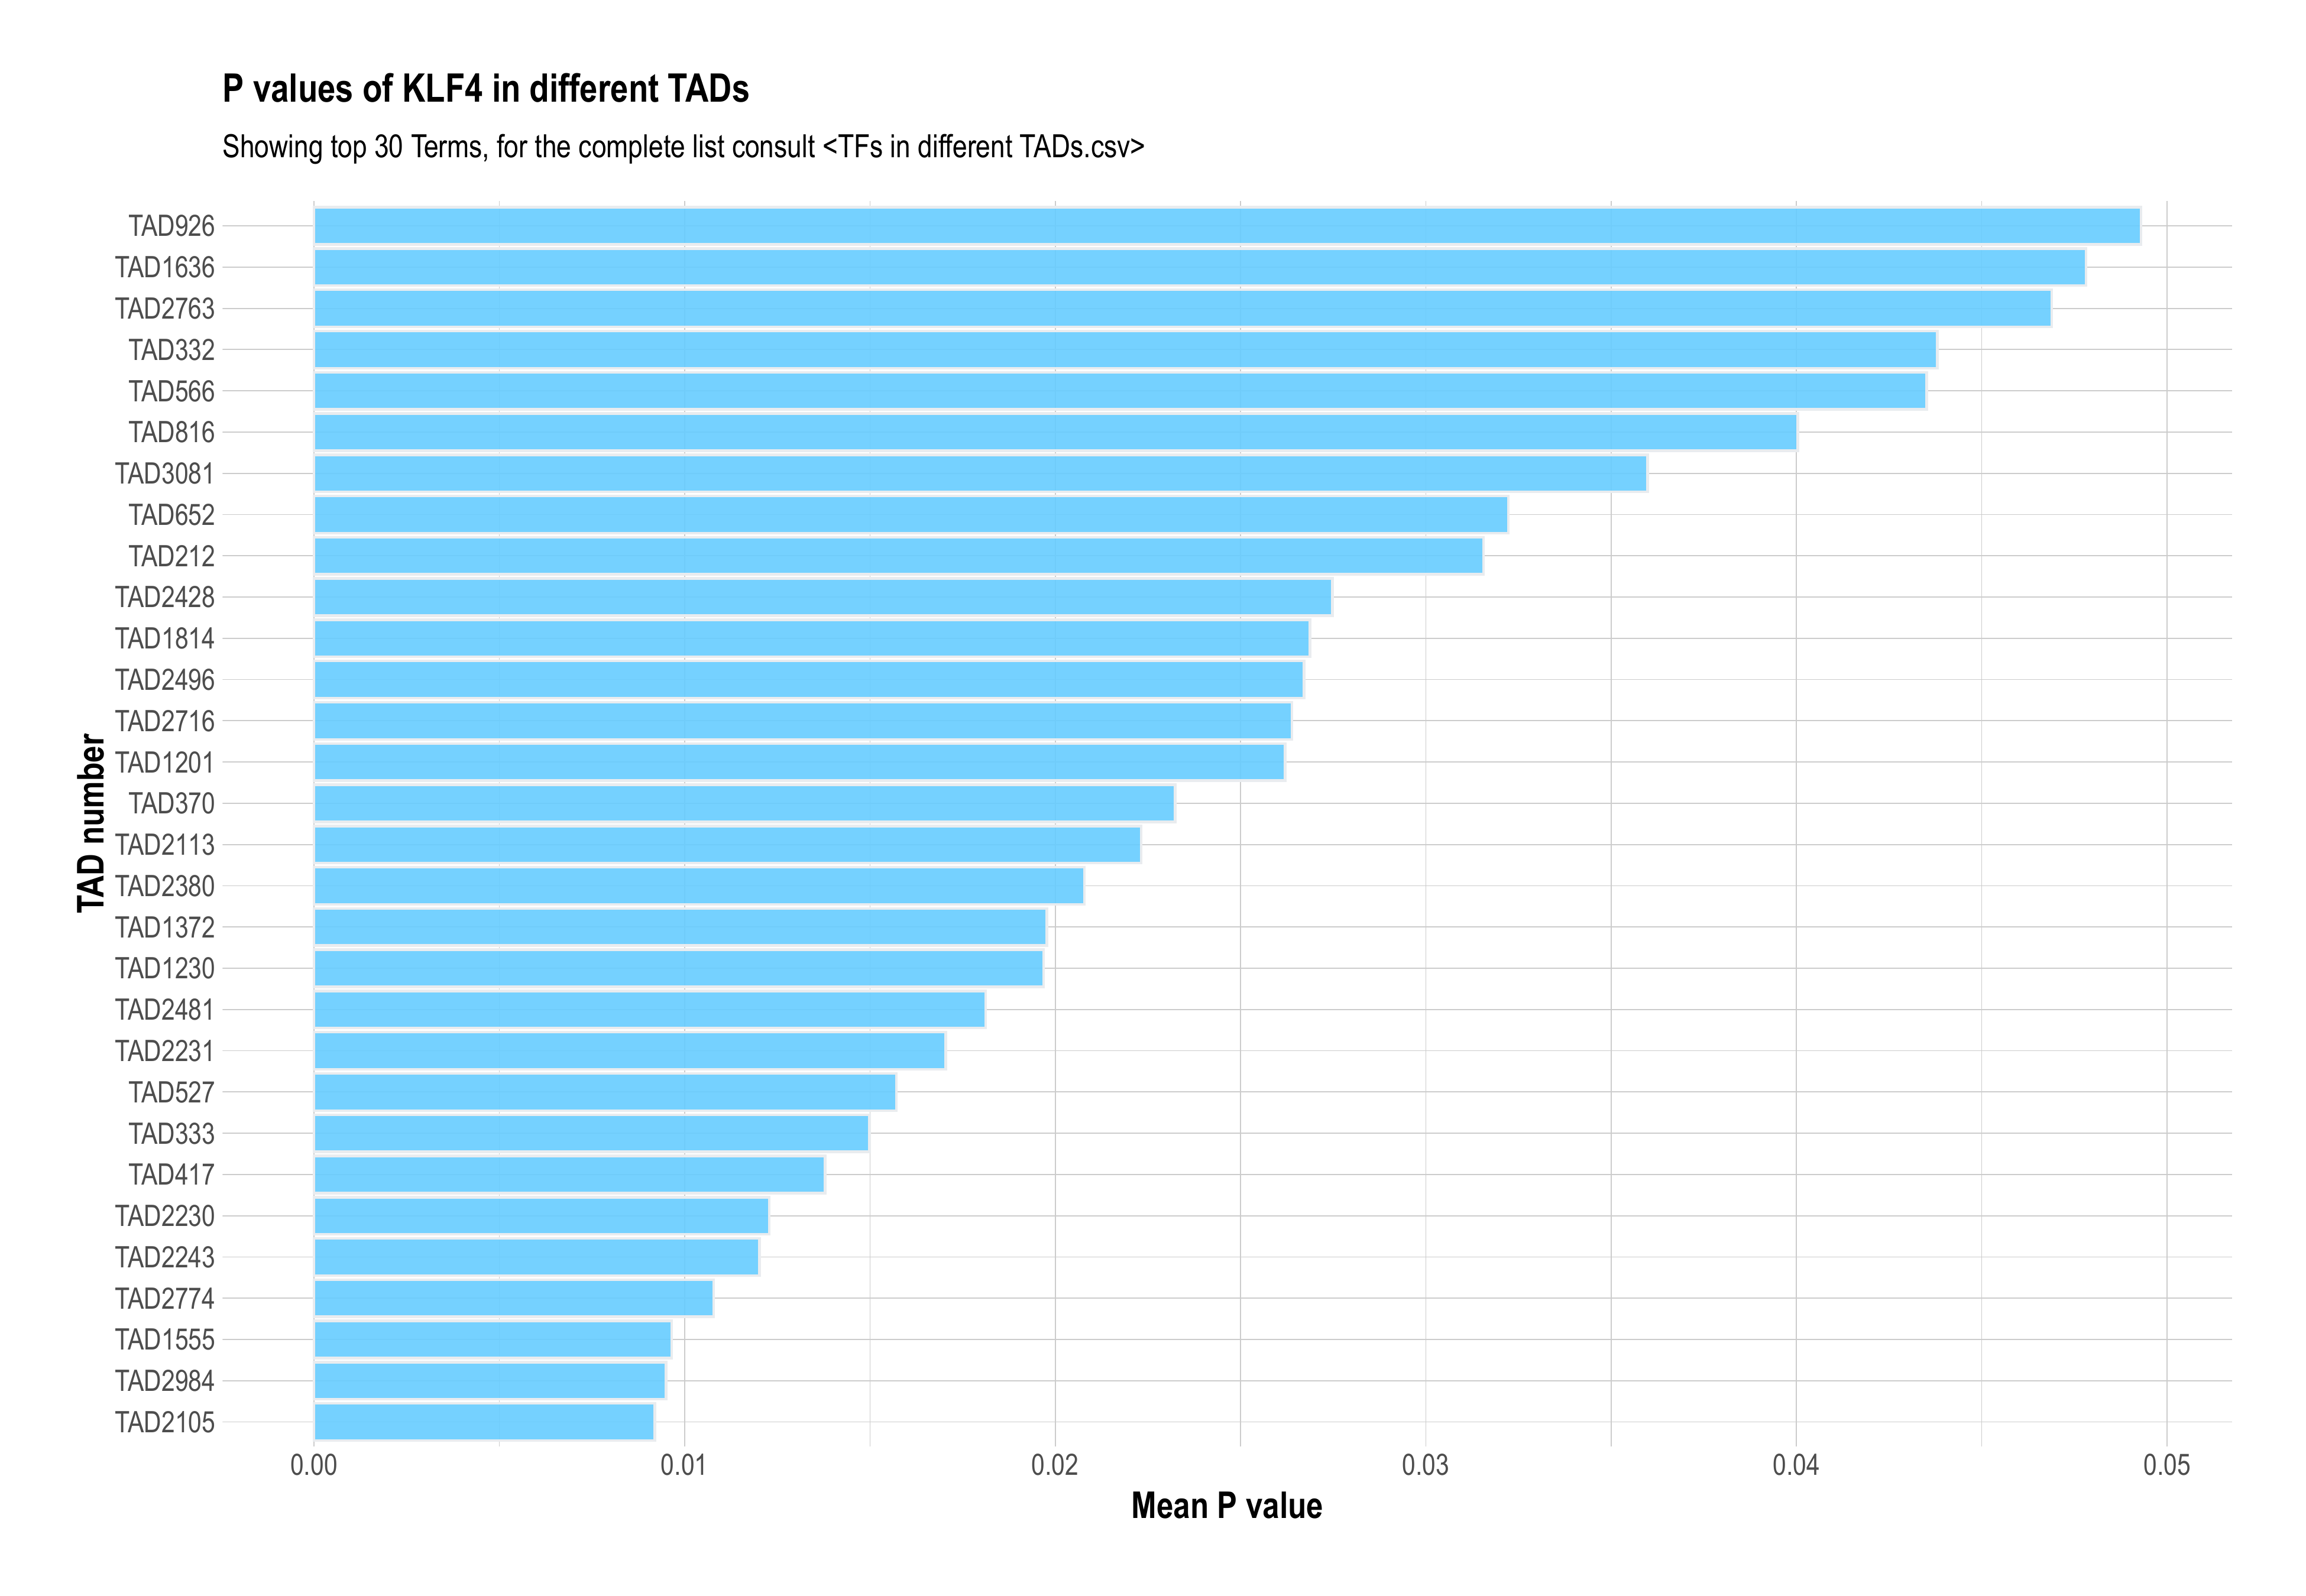 P values of KLF4 in different TADs
Showing top 30 Terms, for the complete list consult <TFs in different TADs.csv>
TAD926
TAD1636
TAD2763
TAD332
TAD566
TAD816
TAD3081
TAD652
TAD212
TAD2428
TAD1814
TAD2496
TAD2716
TAD1201
TAD370
TAD2113
TAD2380
TAD1372
TAD1230
TAD2481
TAD2231
TAD527
TAD333
TAD417
TAD2230
TAD2243
TAD2774
TAD1555
TAD2984
TAD2105
TAD number
0.00 0.01 0.02 0.03 0.04 0.05
Mean P value